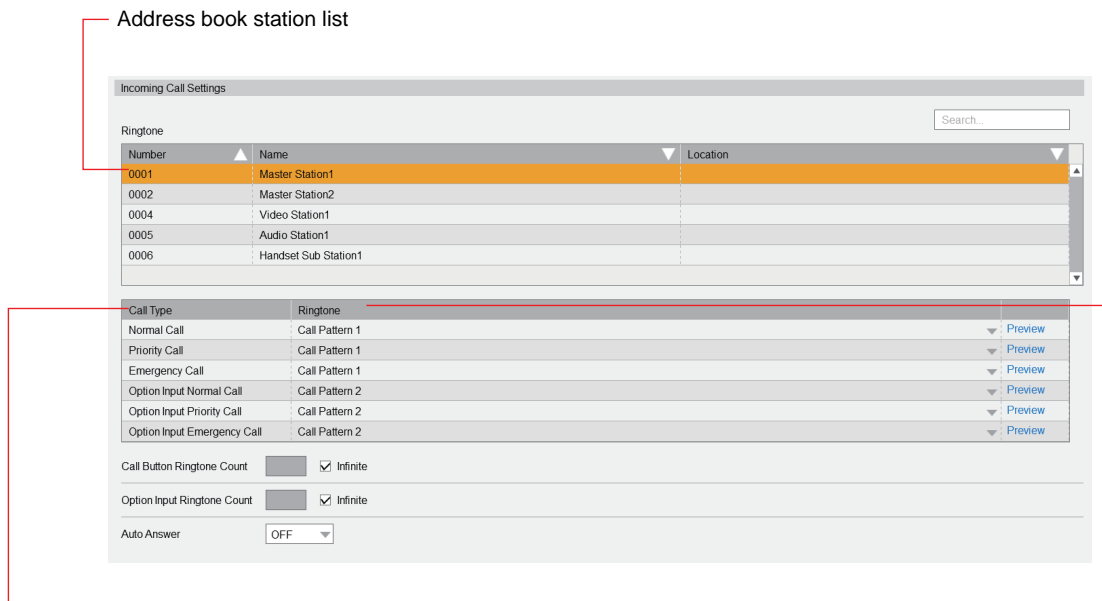 Address book station list
Incoming Call Settings
Search...
Ringtone
Number Name Location
0001 Master Station1
0002 Master Station2
0004 Video Station1
0005 Audio Station1
0006 Handset Sub Station1
Call Type Ringtone
Normal Call Call Pattern 1 Preview
Priority Call Call Pattern 1 Preview
Emergency Call Call Pattern 1 Preview
Option Input Normal Call Call Pattern 2 Preview
Option Input Priority Call Call Pattern 2 Preview
Option Input Emergency Call Call Pattern 2 Preview
Call Button Ringtone Count Infinite
Option Input Ringtone Count Infinite
Auto Answer OFF